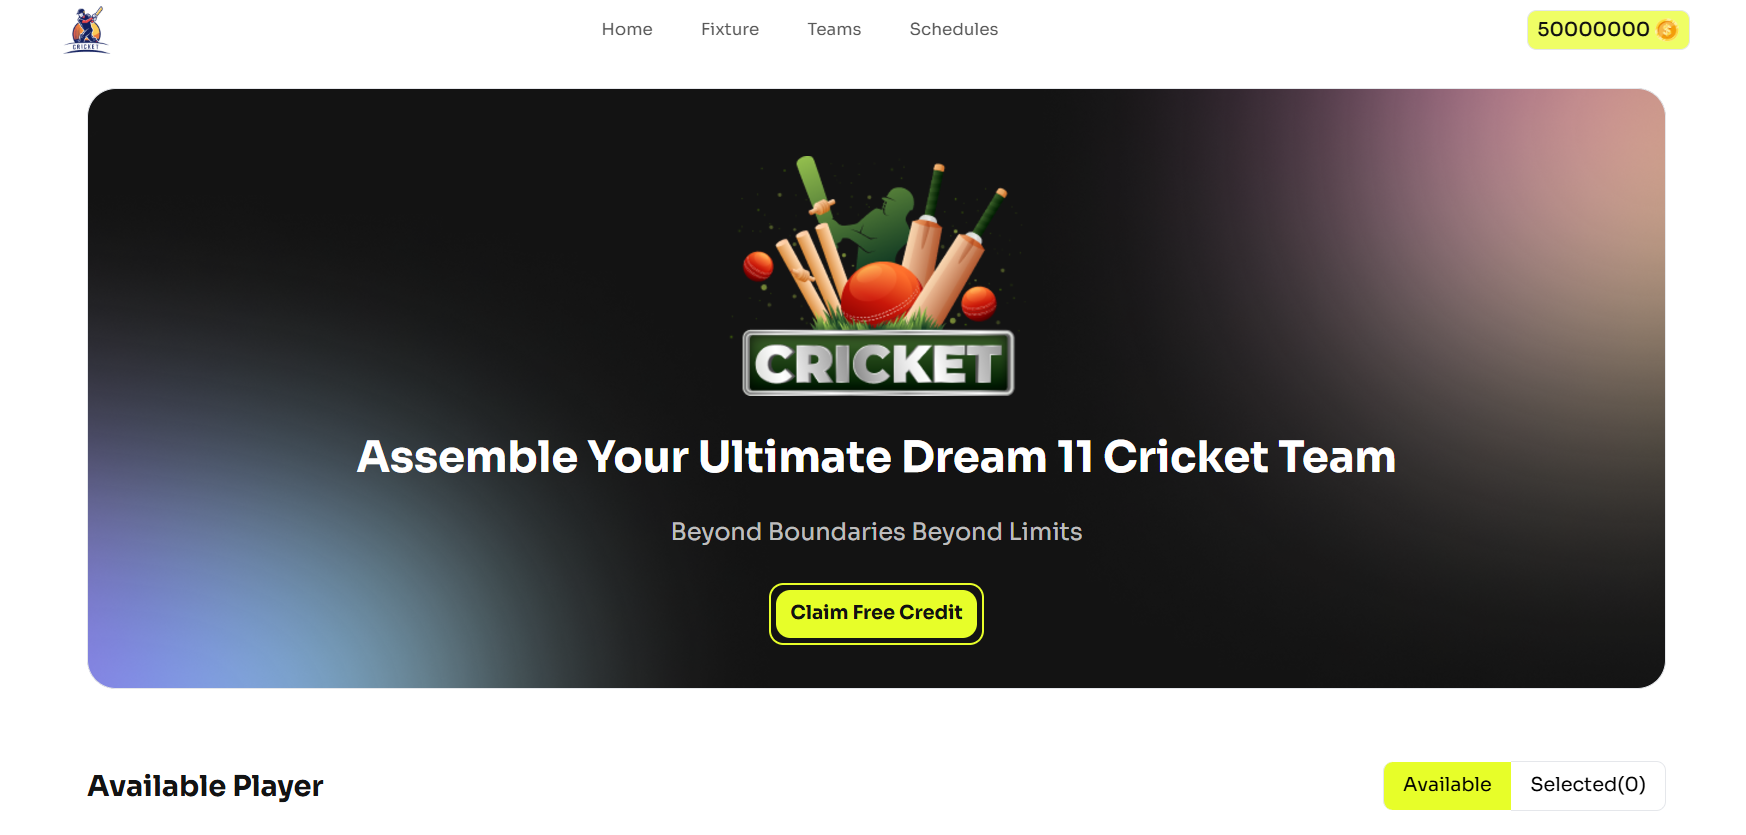 CRICKET
Home
Fixture
Teams
Schedules
50000000
CRICKET
Assemble Your Ultimate Dream 11 Cricket Team
Beyond Boundaries Beyond Limits
Claim Free Credit
Available Player
Available
Selected(0)